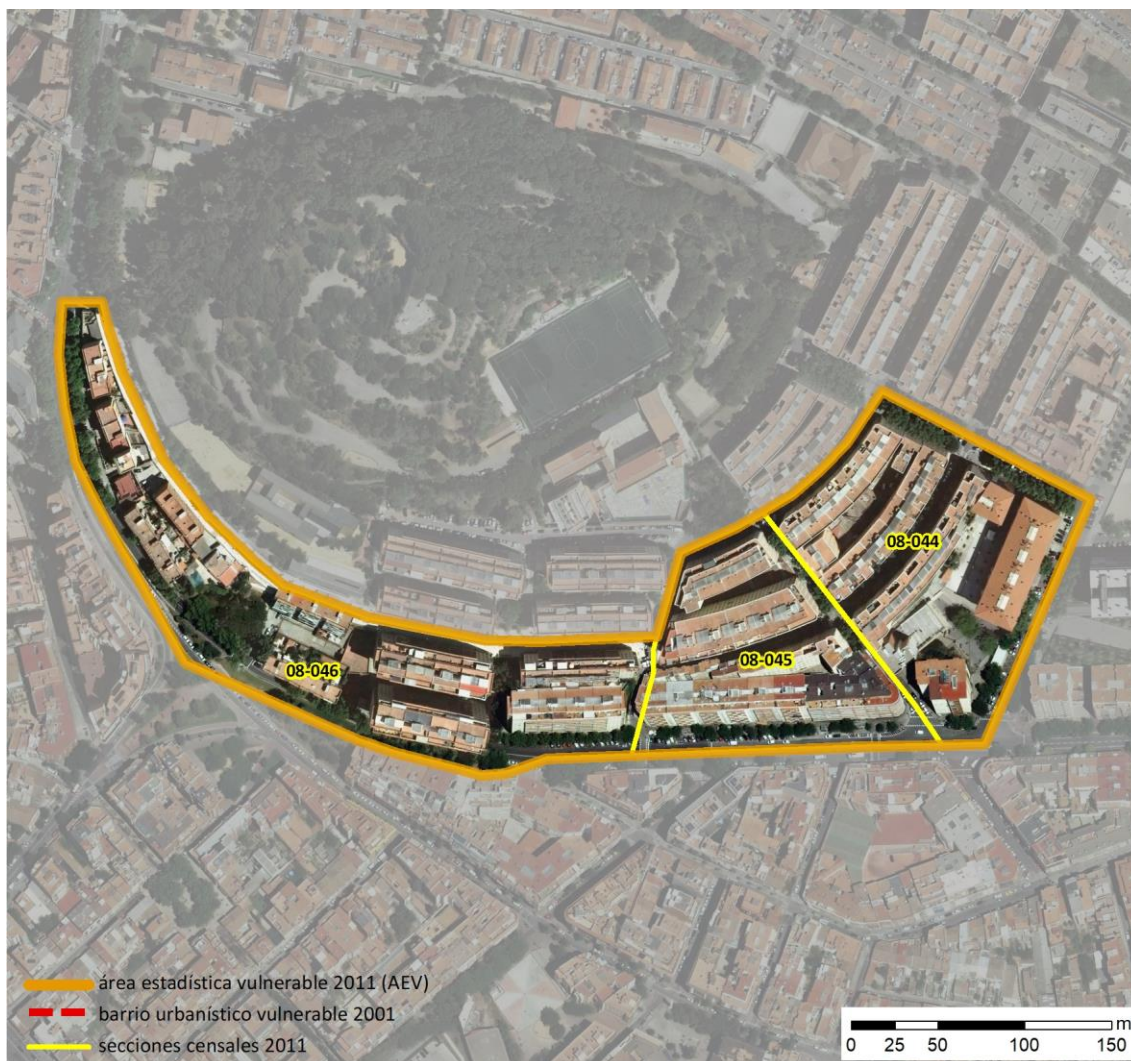 08-044
08-045
08-046
área estadística vulnerable 2011 (AEV)
barrio urbanístico vulnerable 2001
secciones censales 2011
m
0 25 50 100 150